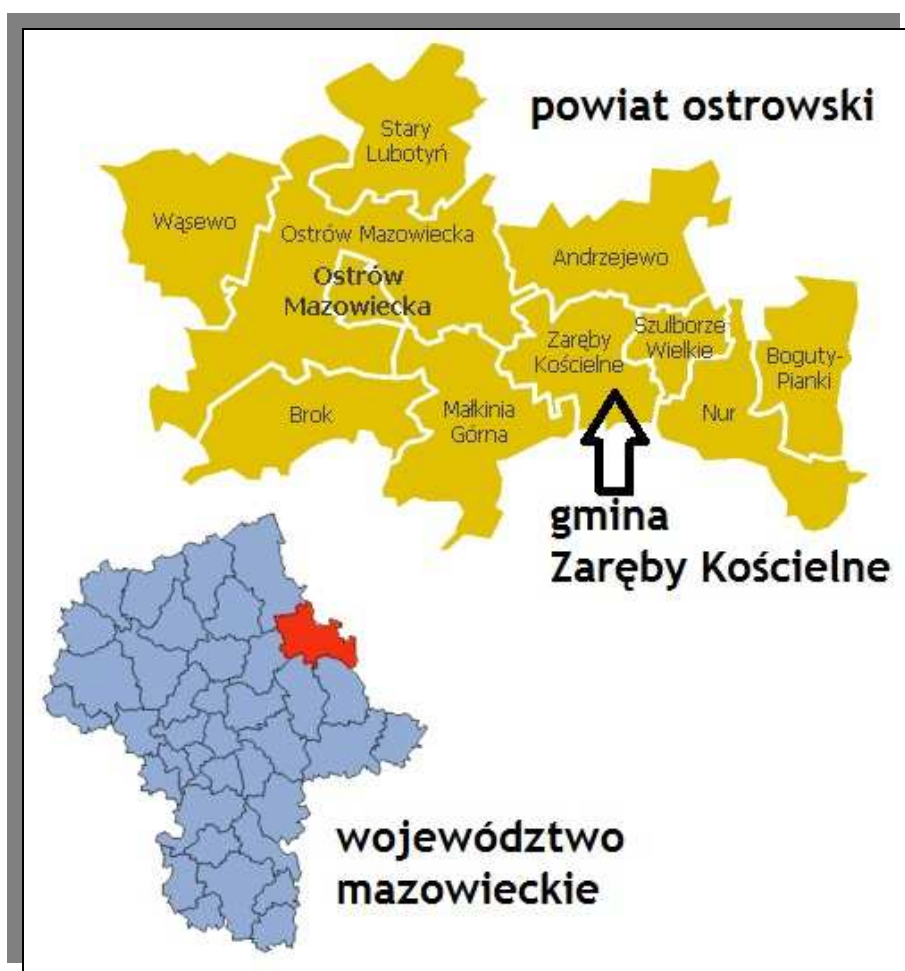 powiat ostrowski
Stary
Lubotyń
Wąsewo
Ostrów Mazowiecka
Andrzejewo
Ostrów
Mazowiecka
Zaręby
Kościelne
Szulborze
Wielkie
Boguty-
Pianki
Brok
Małkinia
Górna
Nur
gmina
Zaręby Kościelne
województwo
mazowieckie